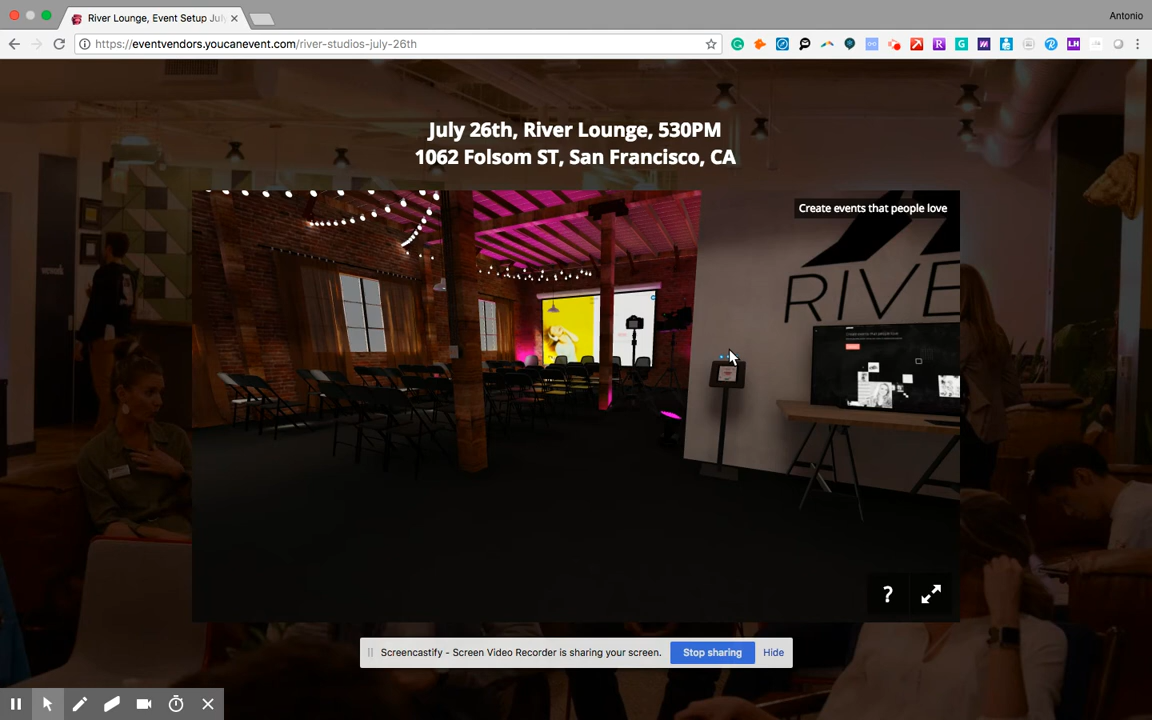 River Lounge, Event Setup Jul
Antonio
https://eventvendors.youcanevent.com/river-studios-july-26th
July 26th, River Lounge, 530PM
1062 Folsom ST, San Francisco, CA
Create events that people love
RIVE
?
Screencastify - Screen Video Recorder is sharing your screen.
Stop sharing
Hide